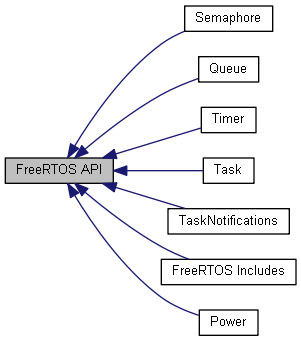 Semaphore
Queue
Timer
FreeRTOS API
Task
TaskNotifications
FreeRTOS Includes
Power